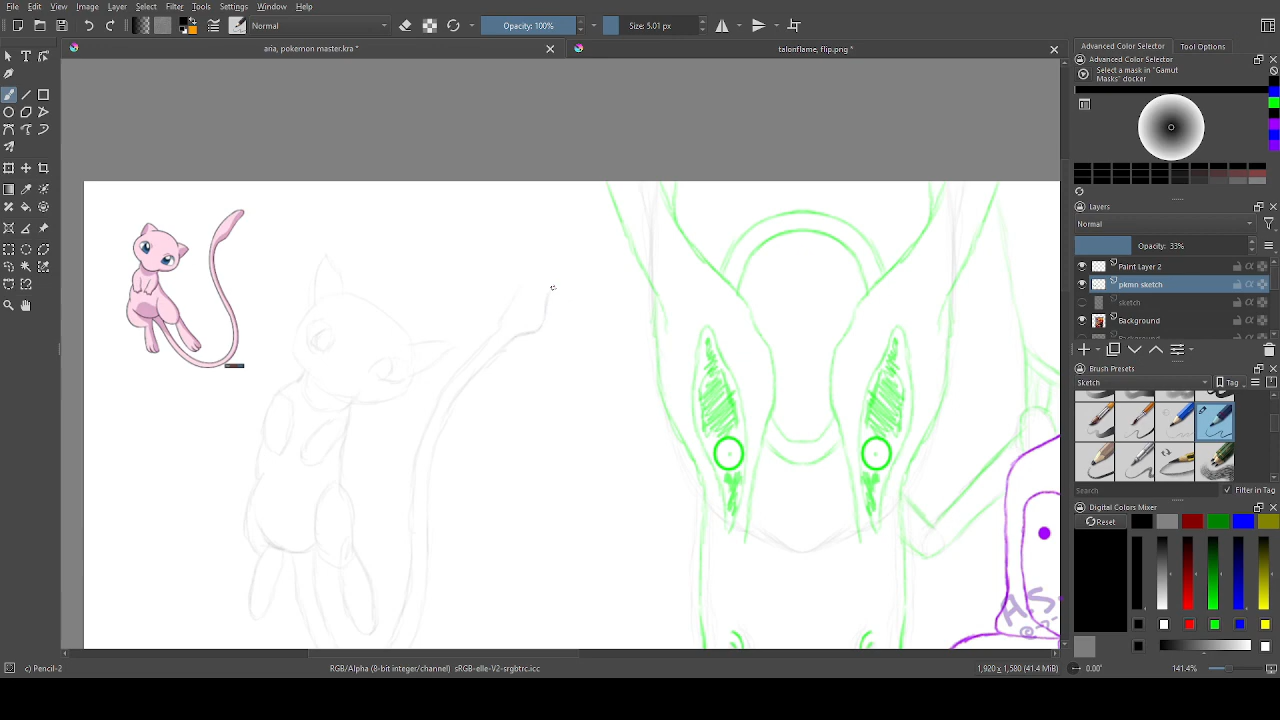 File Edit View Image Layer Select Filter Tools Settings Window Help
Normal Opacity: 100% Size: 5.01 px
aria, pokemon master.kra * talonflame, flip.png *
Advanced Color Selector Tool Options
Advanced Color Selector
Select a mask in "Gamut
Masks" docker
Layers
Normal
Opacity: 33%
Paint Layer 2
pkmn sketch
sketch
Background
Background
Brush Presets
Sketch Tag
Search Filter in Tag
Digital Colors Mixer
Reset
A.S
c) Pencil-2 RGB/Alpha (8-bit integer/channel) sRGB-elle-V2-srgbtrc.icc 1,920 x 1,580 (41.4 MiB) 0.00° 141.4%